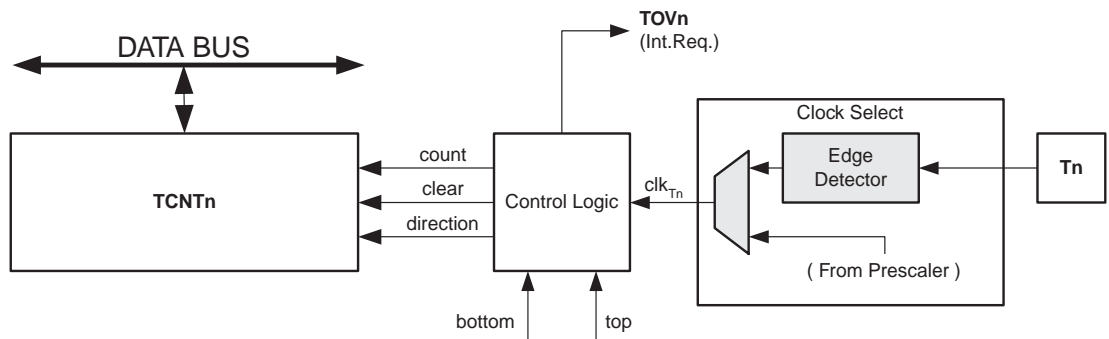 TOVn
(Int.Req.)
DATA BUS
Clock Select
count
Edge
Detector
Tn
TCNTn
clear
Control Logic
clkTn
direction
( From Prescaler )
bottom
top